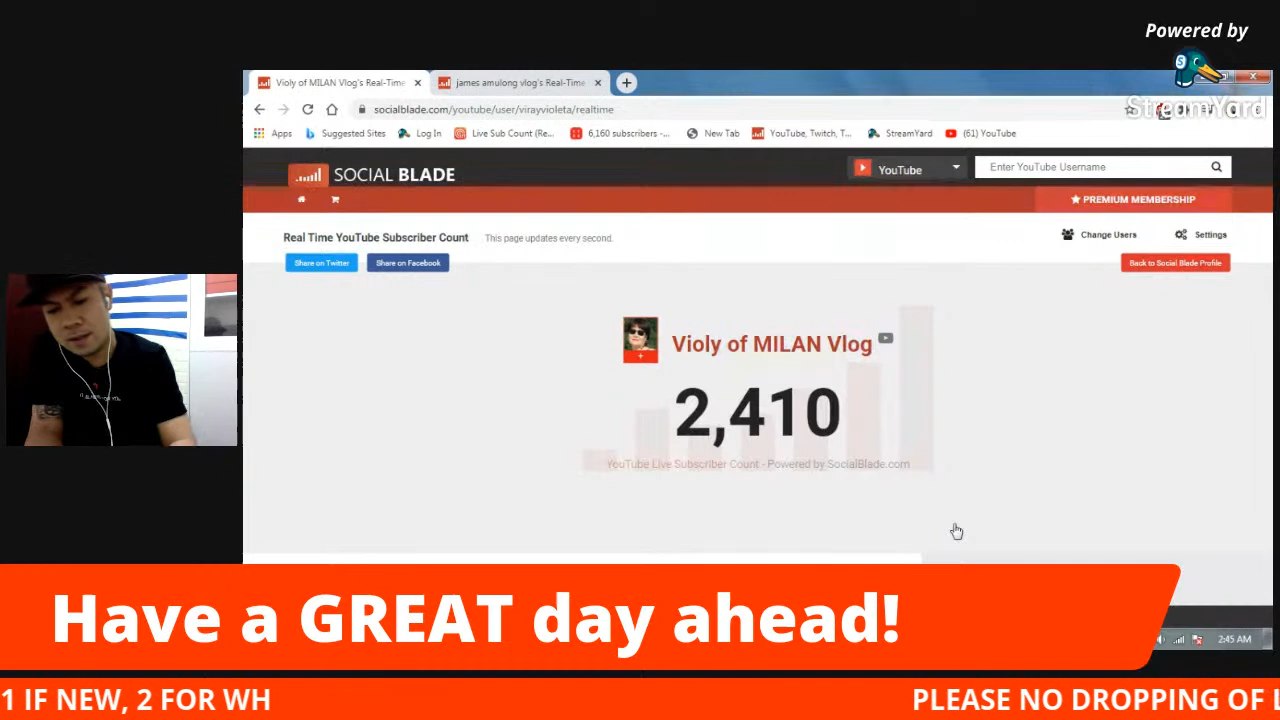 Powered by
StreamYard
Violy of MILAN Vlog's Real-Time
james amulong vlog's Real-Time
socialblade.com/youtube/user/virayvioleta/realtime
Apps
Suggested Sites
Log In
Live Sub Count (Re...
6,160 subscribers -...
New Tab
YouTube, Twitch, T...
StreamYard
(61) YouTube
SOCIAL BLADE
YouTube
Enter YouTube Username
PREMIUM MEMBERSHIP
Real Time YouTube Subscriber Count
This page updates every second.
Change Users
Settings
Share on Twitter
Share on Facebook
Back to Social Blade Profile
Violy of MILAN Vlog
2,410
YouTube Live Subscriber Count - Powered by SocialBlade.com
Have a GREAT day ahead!
2:45 AM
1 IF NEW, 2 FOR WH
PLEASE NO DROPPING OF